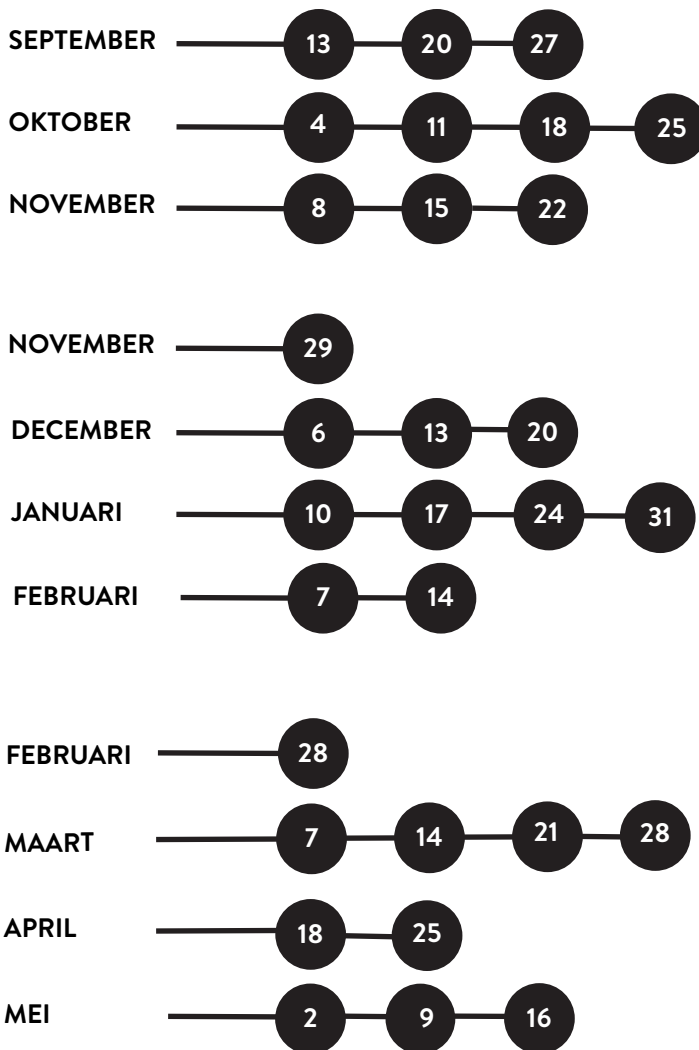 SEPTEMBER 13 20 27
OKTOBER 4 11 18 25
NOVEMBER 8 15 22
NOVEMBER 29
DECEMBER 6 13 20
JANUARI 10 17 24 31
FEBRUARI 7 14
FEBRUARI 28
MAART 7 14 21 28
APRIL 18 25
MEI 2 9 16